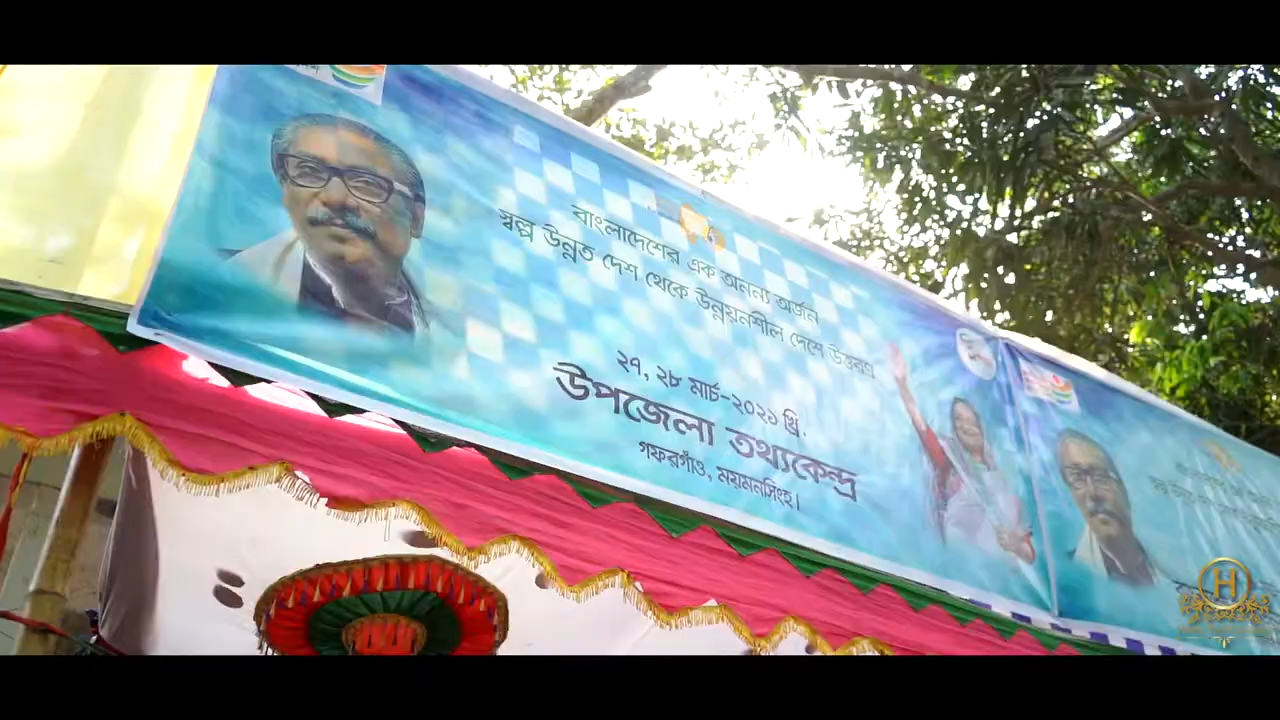 বাংলাদেশের এক অনন্য অর্জন
স্বল্প উন্নত দেশ থেকে উন্নয়নশীল দেশে উত্তরণ
২৭, ২৮ মার্চ-২০২১ খ্রি.
উপজেলা তথ্যকেন্দ্র
গফরগাঁও, ময়মনসিংহ।
H